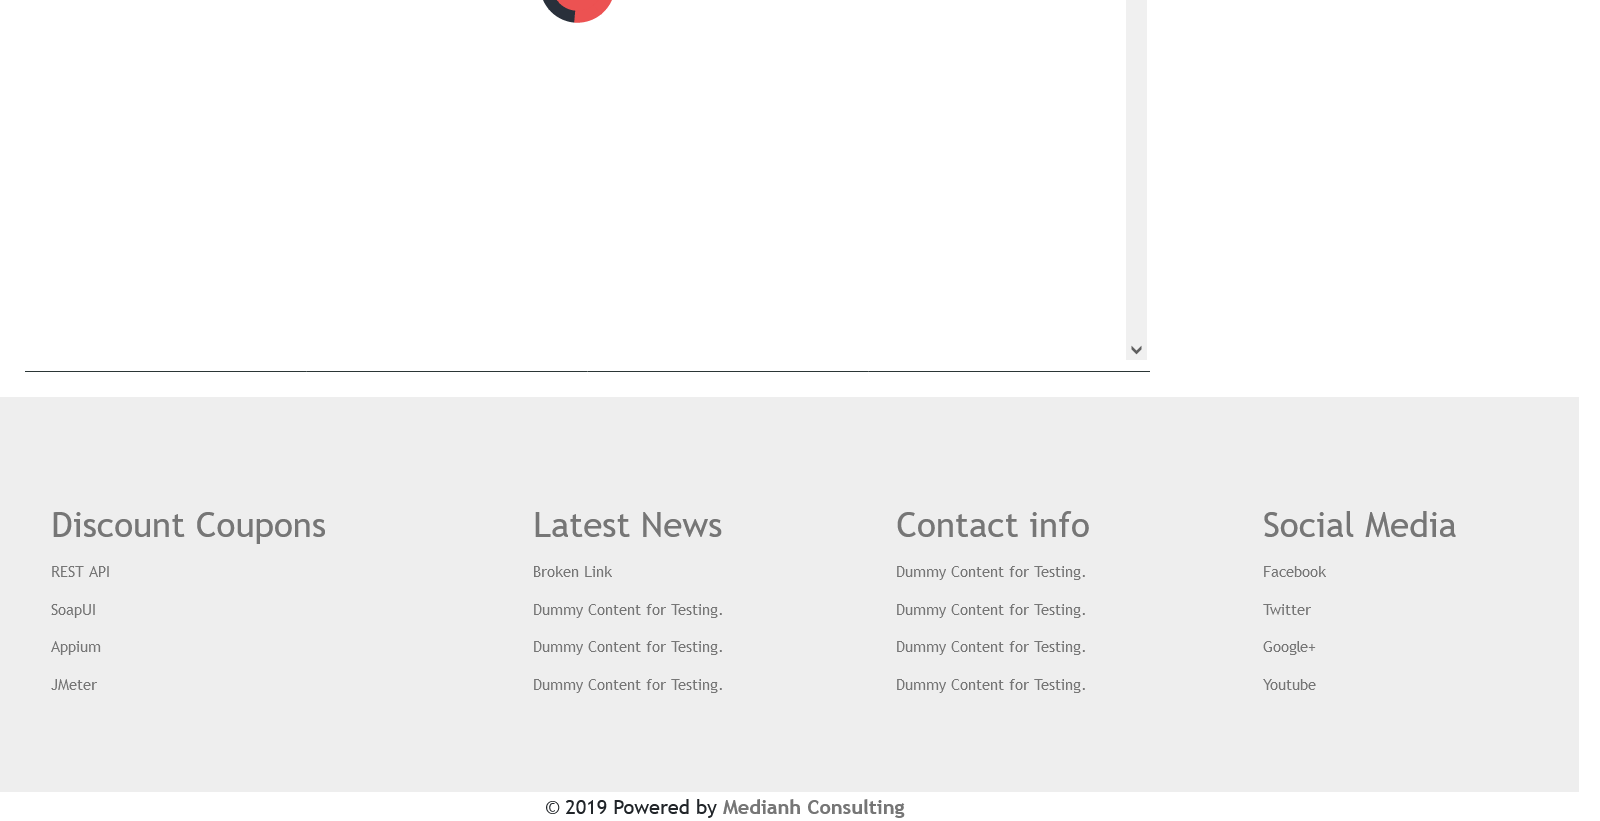 Discount Coupons
REST API
SoapUI
Appium
JMeter
Latest News
Broken Link
Dummy Content for Testing.
Dummy Content for Testing.
Dummy Content for Testing.
Contact info
Dummy Content for Testing.
Dummy Content for Testing.
Dummy Content for Testing.
Dummy Content for Testing.
Social Media
Facebook
Twitter
Google+
Youtube
© 2019 Powered by Medianh Consulting